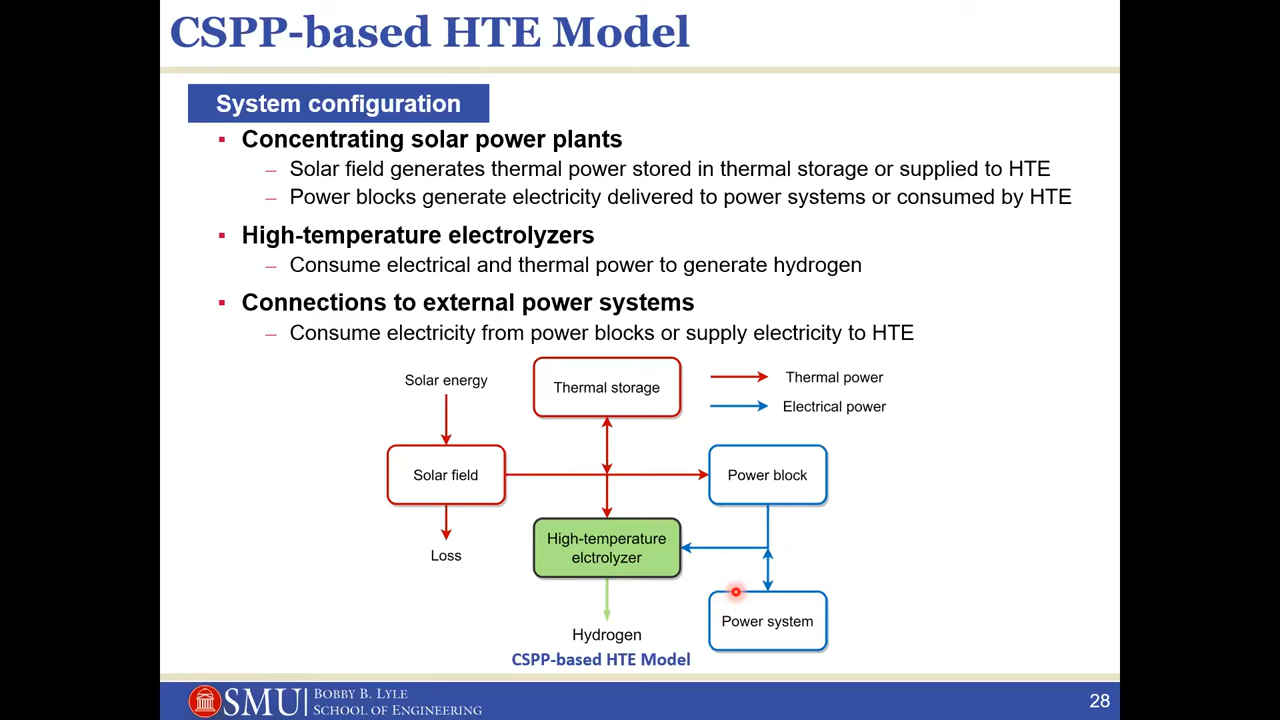 CSPP-based HTE Model
System configuration
▪ Concentrating solar power plants
– Solar field generates thermal power stored in thermal storage or supplied to HTE
– Power blocks generate electricity delivered to power systems or consumed by HTE
▪ High-temperature electrolyzers
– Consume electrical and thermal power to generate hydrogen
▪ Connections to external power systems
– Consume electricity from power blocks or supply electricity to HTE
Solar energy
Thermal storage
Thermal power
Electrical power
Solar field
Power block
High-temperature
elctrolyzer
Loss
Power system
Hydrogen
CSPP-based HTE Model
SMU
BOBBY B. LYLE
SCHOOL OF ENGINEERING
28